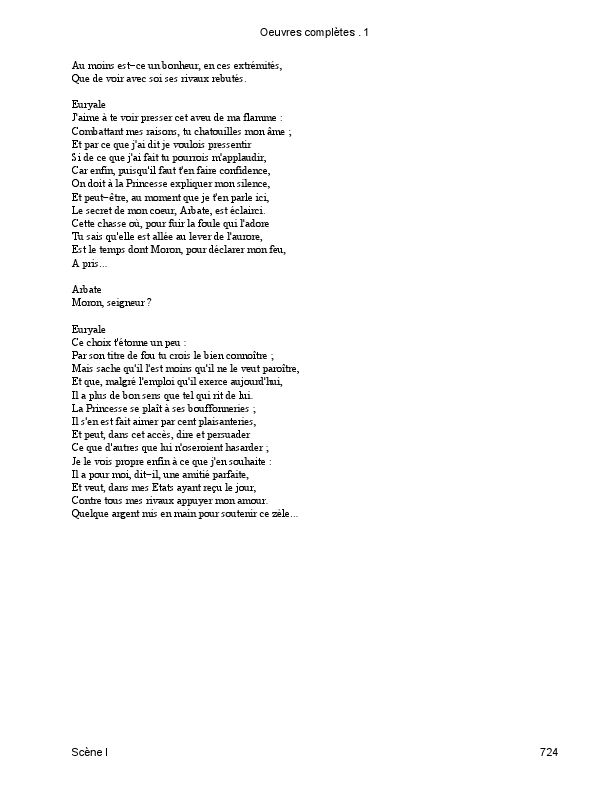 Oeuvres complètes . 1
Au moins est−ce un bonheur, en ces extrémités,
Que de voir avec soi ses rivaux rebutés.
Euryale
J'aime à te voir presser cet aveu de ma flamme :
Combattant mes raisons, tu chatouilles mon âme ;
Et par ce que j'ai dit je voulois pressentir
Si de ce que j'ai fait tu pourrois m'applaudir,
Car enfin, puisqu'il faut t'en faire confidence,
On doit à la Princesse expliquer mon silence,
Et peut−être, au moment que je t'en parle ici,
Le secret de mon coeur, Arbate, est éclairci.
Cette chasse où, pour fuir la foule qui l'adore
Tu sais qu'elle est allée au lever de l'aurore,
Est le temps dont Moron, pour déclarer mon feu,
A pris...
Arbate
Moron, seigneur ?
Euryale
Ce choix t'étonne un peu :
Par son titre de fou tu crois le bien connoître ;
Mais sache qu'il l'est moins qu'il ne le veut paroître,
Et que, malgré l'emploi qu'il exerce aujourd'hui,
Il a plus de bon sens que tel qui rit de lui.
La Princesse se plaît à ses bouffonneries ;
Il s'en est fait aimer par cent plaisanteries,
Et peut, dans cet accès, dire et persuader
Ce que d'autres que lui n'oseroient hasarder ;
Je le vois propre enfin à ce que j'en souhaite :
Il a pour moi, dit−il, une amitié parfaite,
Et veut, dans mes Etats ayant reçu le jour,
Contre tous mes rivaux appuyer mon amour.
Quelque argent mis en main pour soutenir ce zèle...
Scène I
724